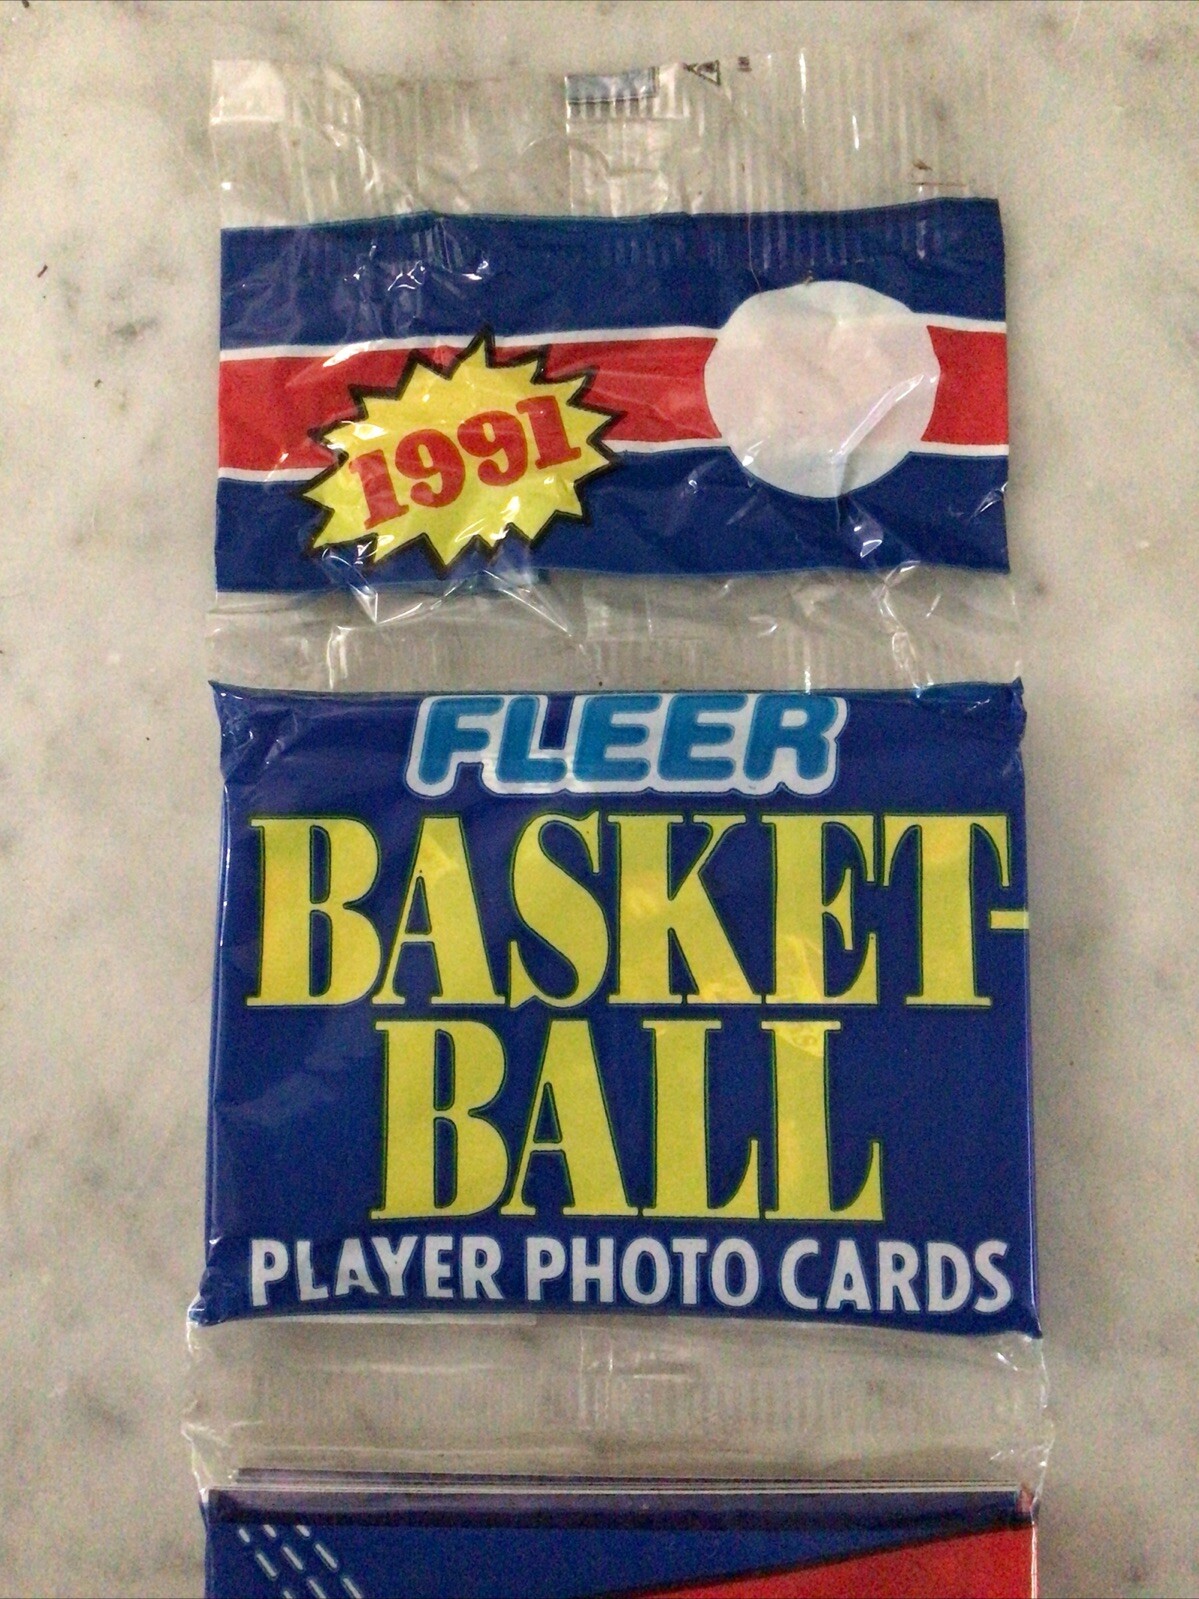 1991
FLEER
BASKET-
BALL
PLAYER PHOTO CARDS